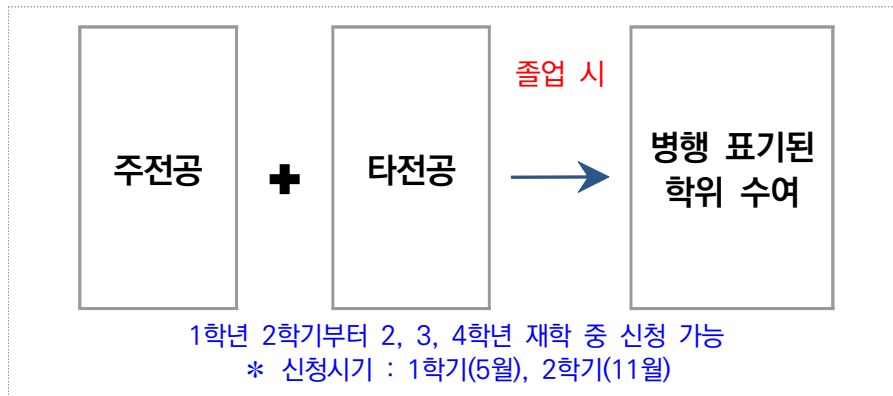 주전공
✚
타전공
졸업 시
병행 표기된
학위 수여
1학년 2학기부터 2, 3, 4학년 재학 중 신청 가능
* 신청시기 : 1학기(5월), 2학기(11월)